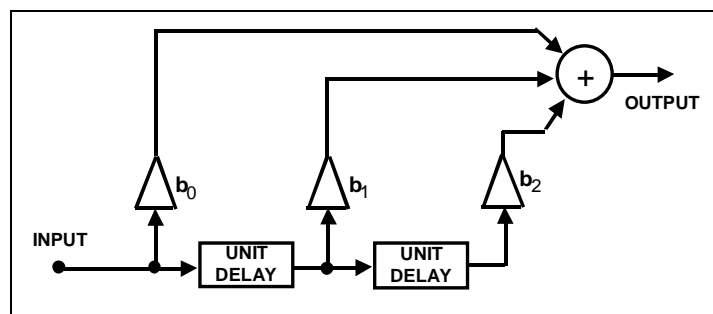 +
OUTPUT
b0
b1
b2
INPUT
UNIT
DELAY
UNIT
DELAY